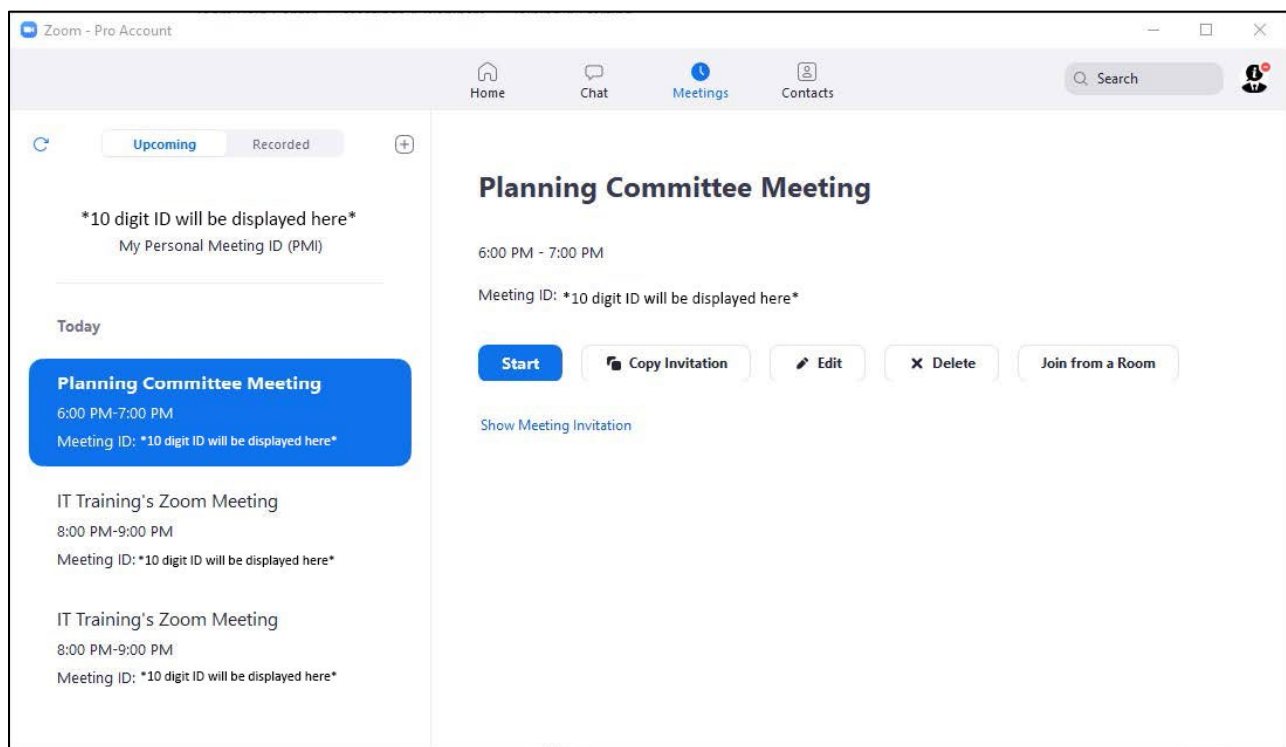 Zoom - Pro Account
Home Chat Meetings Contacts
Search
Upcoming Recorded
*10 digit ID will be displayed here*
My Personal Meeting ID (PMI)
Today
Planning Committee Meeting
6:00 PM-7:00 PM
Meeting ID: *10 digit ID will be displayed here*
IT Training's Zoom Meeting
8:00 PM-9:00 PM
Meeting ID: *10 digit ID will be displayed here*
IT Training's Zoom Meeting
8:00 PM-9:00 PM
Meeting ID: *10 digit ID will be displayed here*
Planning Committee Meeting
6:00 PM - 7:00 PM
Meeting ID: *10 digit ID will be displayed here*
Start Copy Invitation Edit Delete Join from a Room
Show Meeting Invitation